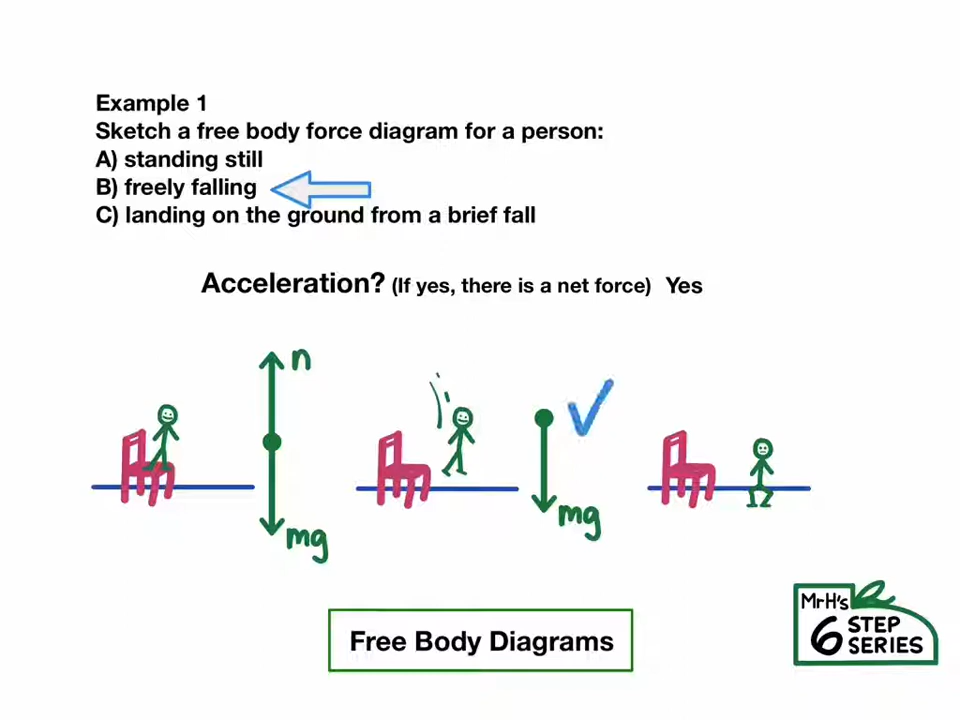 Example 1
Sketch a free body force diagram for a person:
A) standing still
B) freely falling
C) landing on the ground from a brief fall
Acceleration? (If yes, there is a net force) Yes
n
mg
mg
Free Body Diagrams
MrH's
6 STEP
SERIES